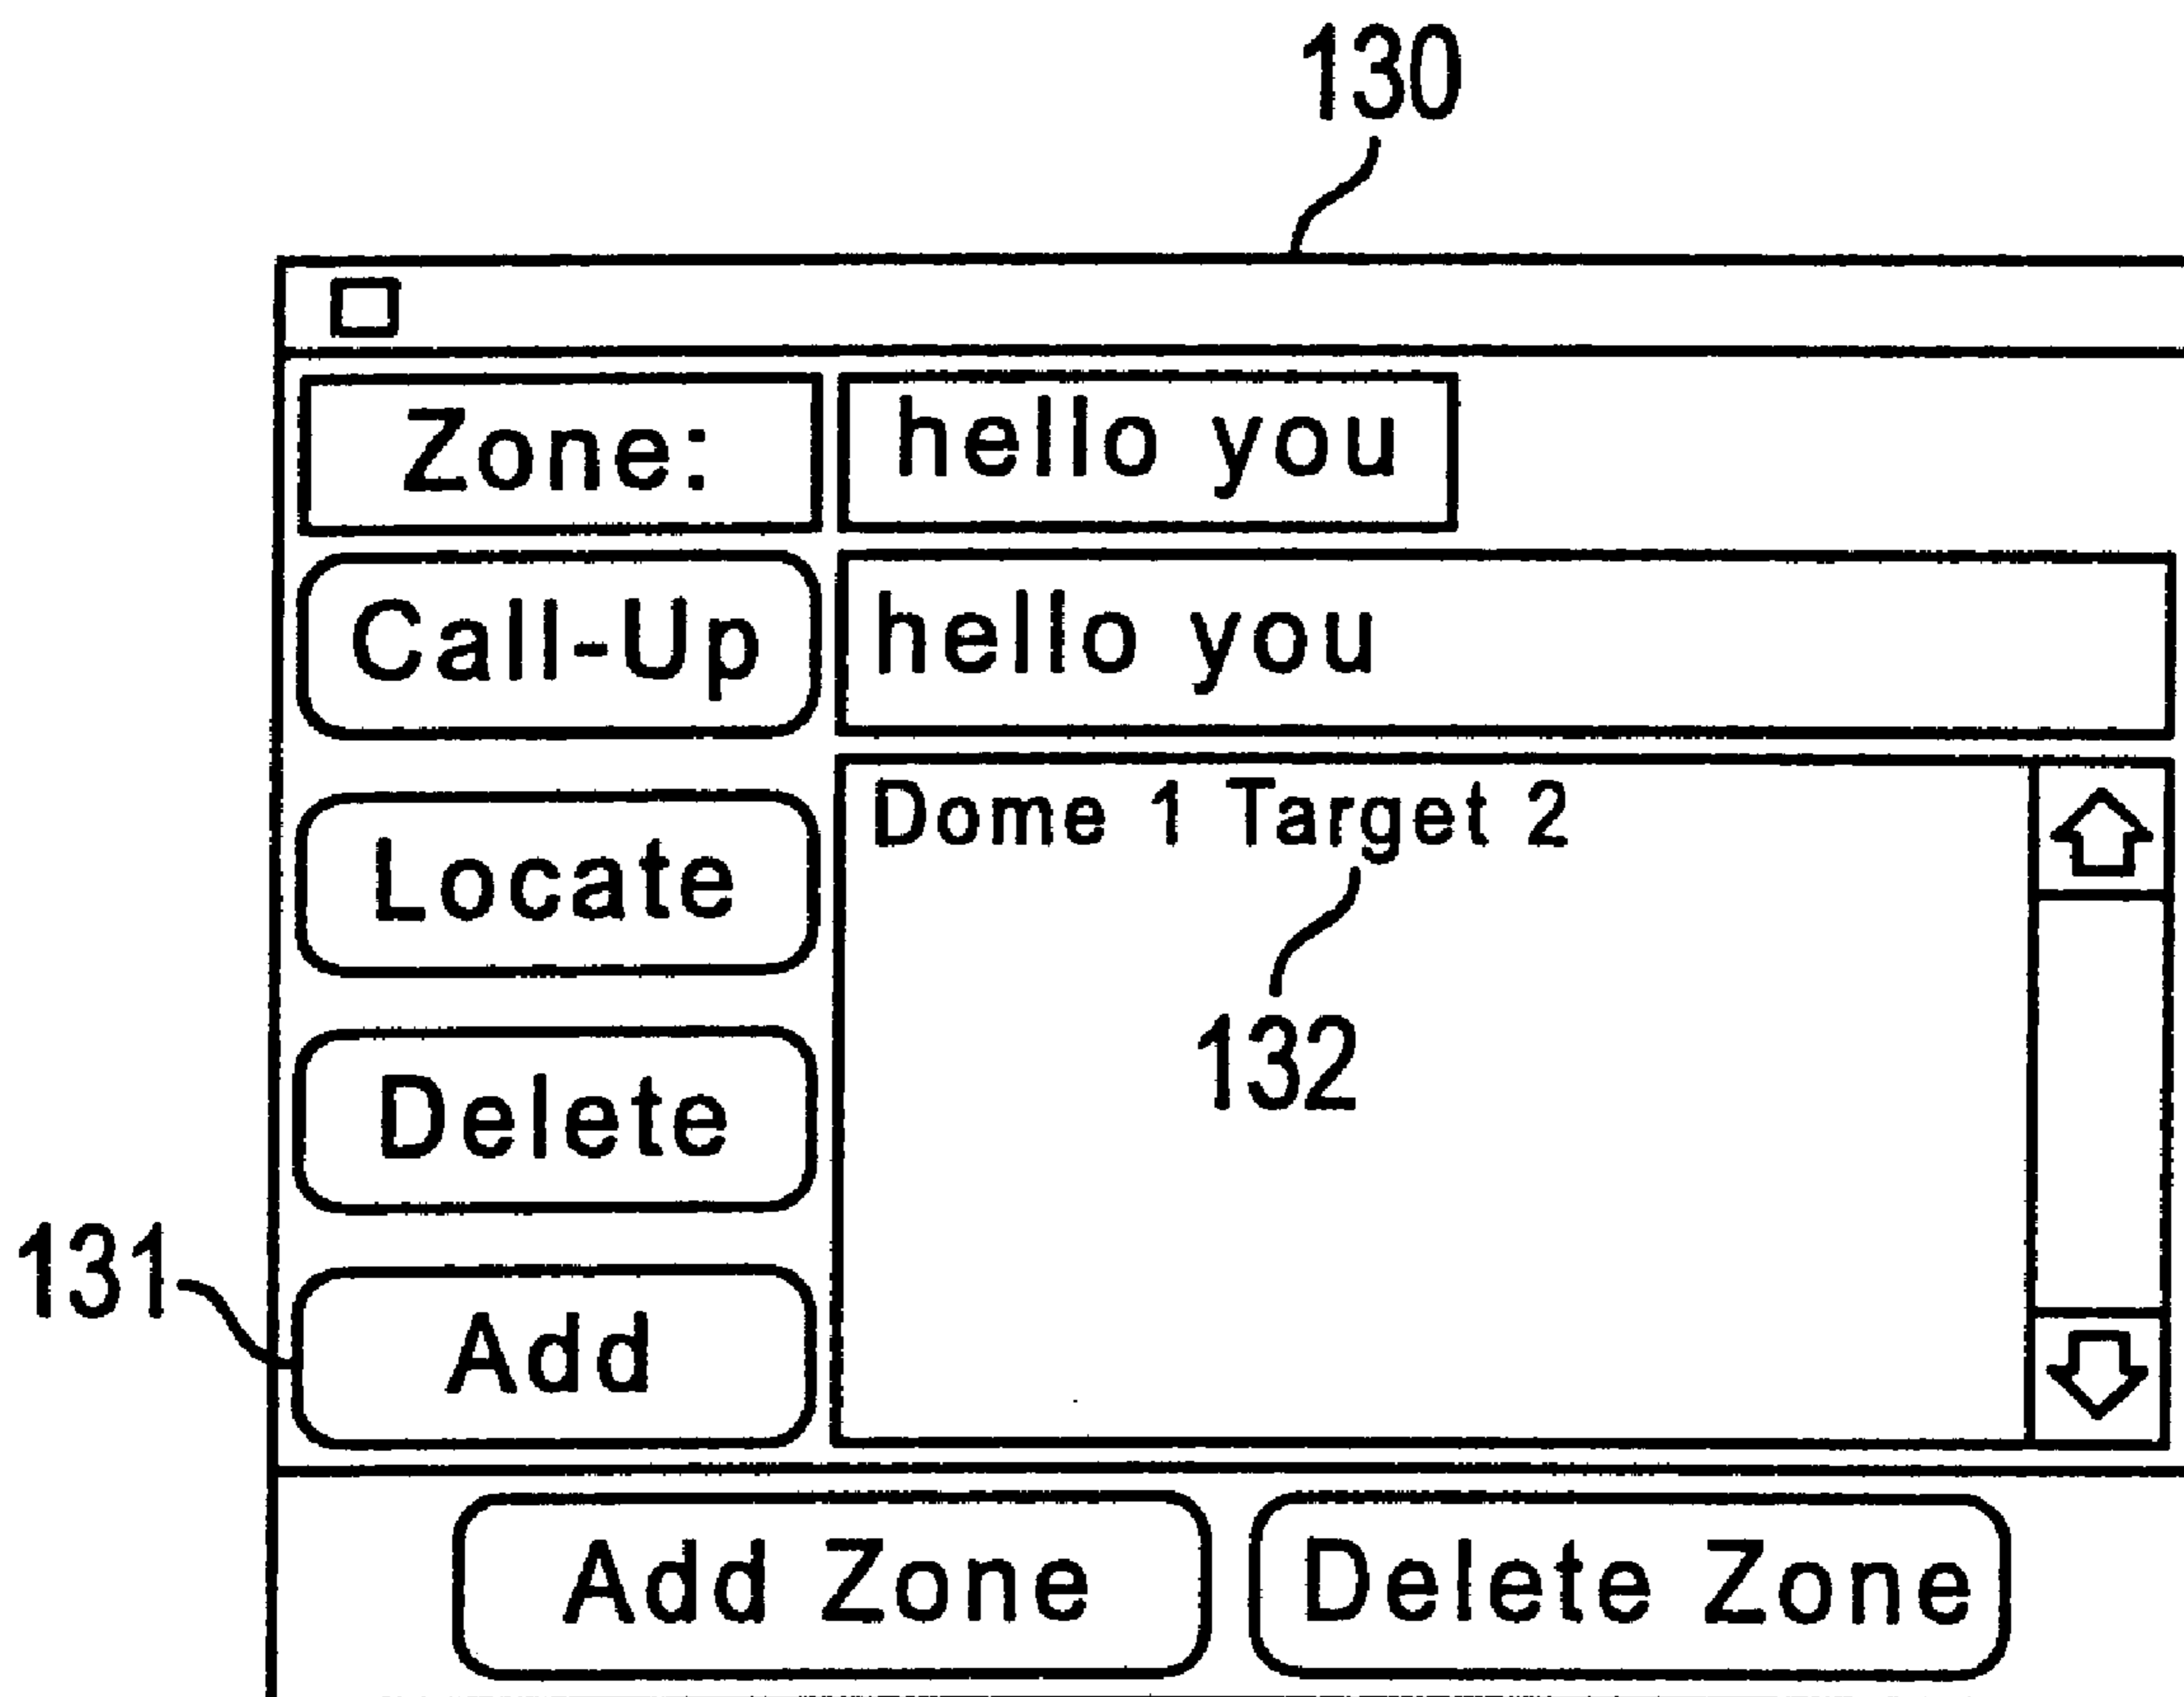 130
Zone: hello you
Call-Up hello you
Dome 1 Target 2
Locate
132
Delete
131
Add
Add Zone Delete Zone